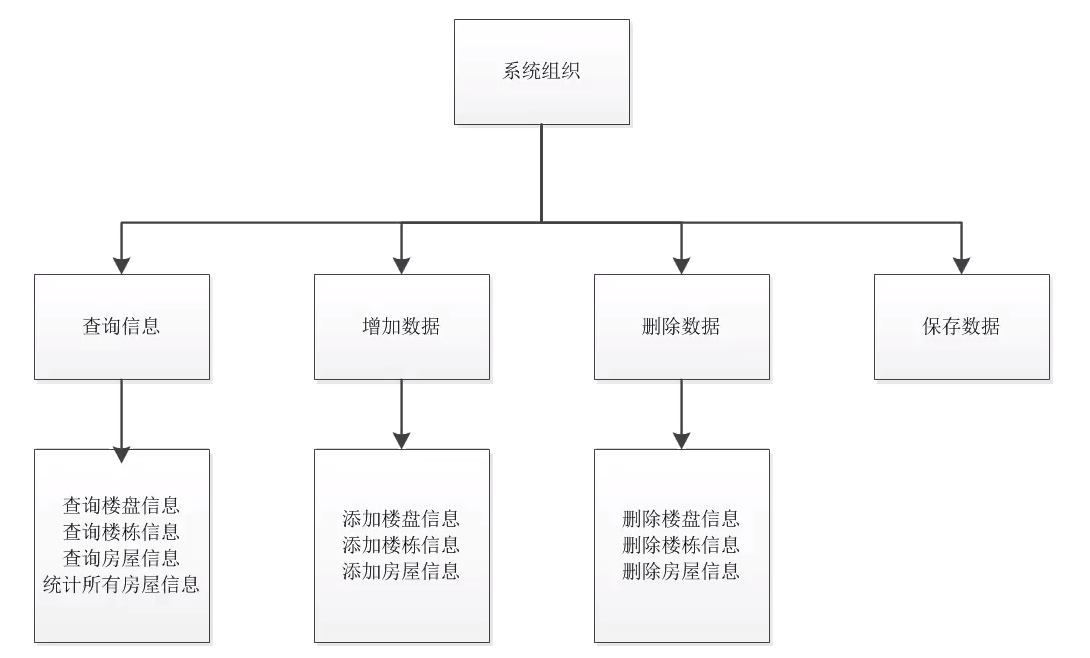 系统组织
查询信息
增加数据
删除数据
保存数据
查询楼盘信息
查询楼栋信息
查询房屋信息
统计所有房屋信息
添加楼盘信息
添加楼栋信息
添加房屋信息
删除楼盘信息
删除楼栋信息
删除房屋信息